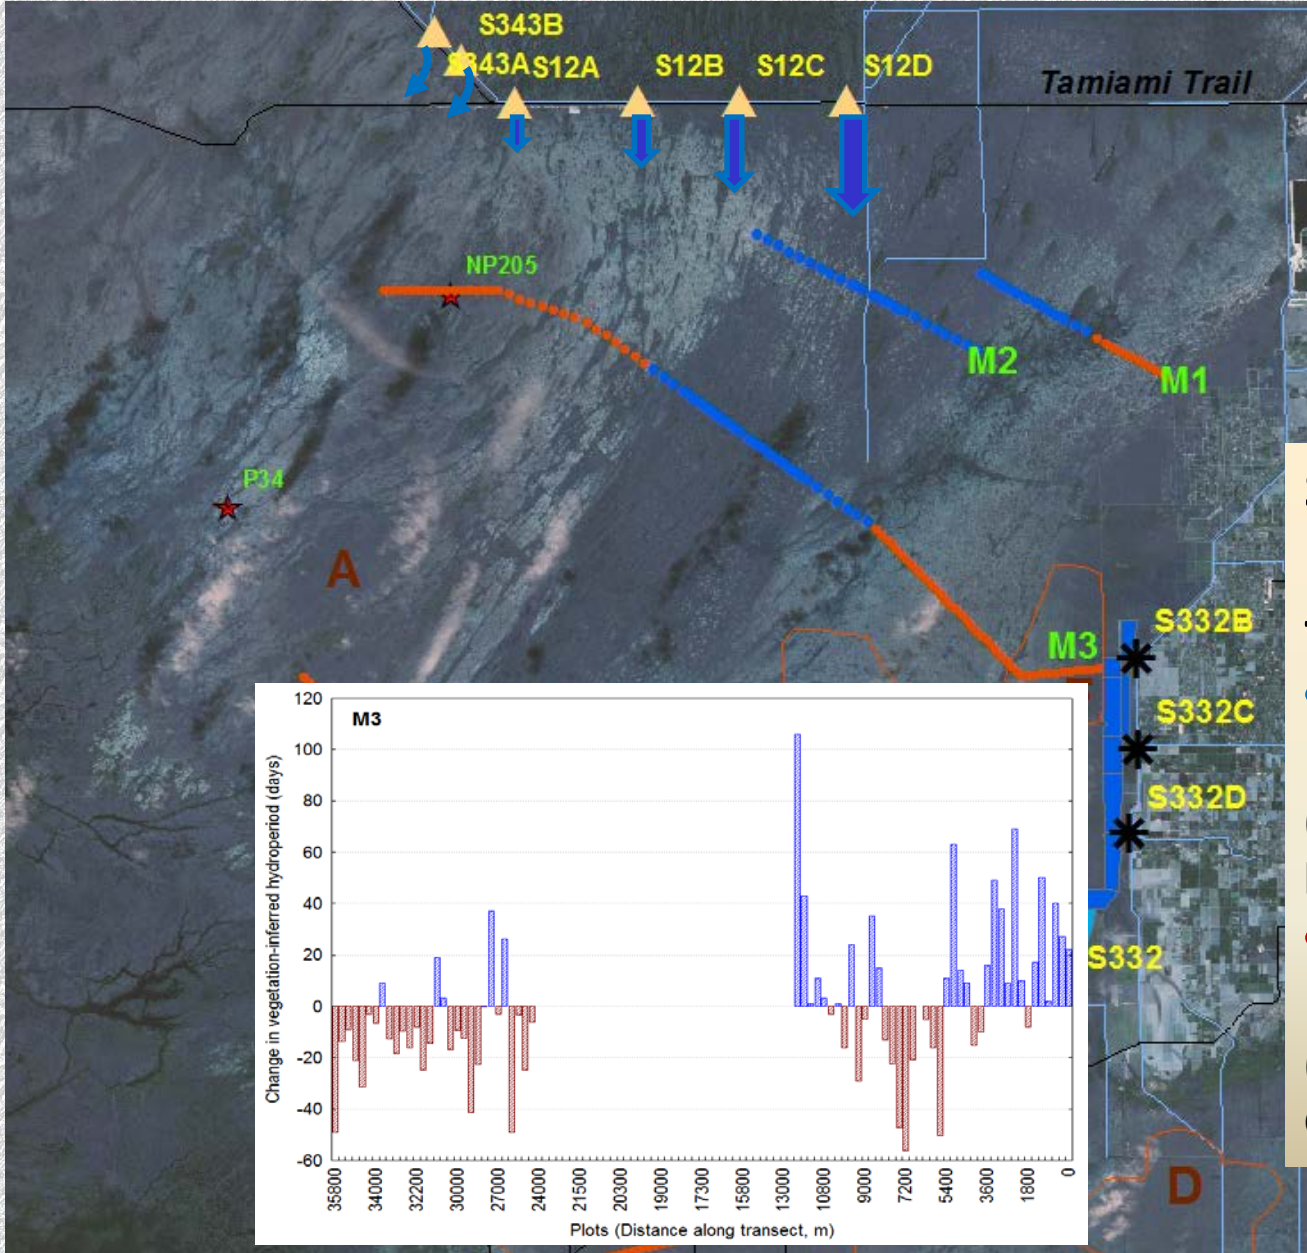 S343B
S343A S12A
S12B
S12C
S12D
Tamiami Trail
NP205
M2
M1
P34
A
S332B
M3
S332C
S332D
S332
D
M3
Change in vegetation-inferred hydroperiod (days)
120
100
80
60
40
20
0
-20
-40
-60
35800 34000 32200 30000 27000 24000 21500 20300 19000 17300 15800 13000 10800 9000 7200 5400 3600 1800 0
Plots (Distance along transect, m)